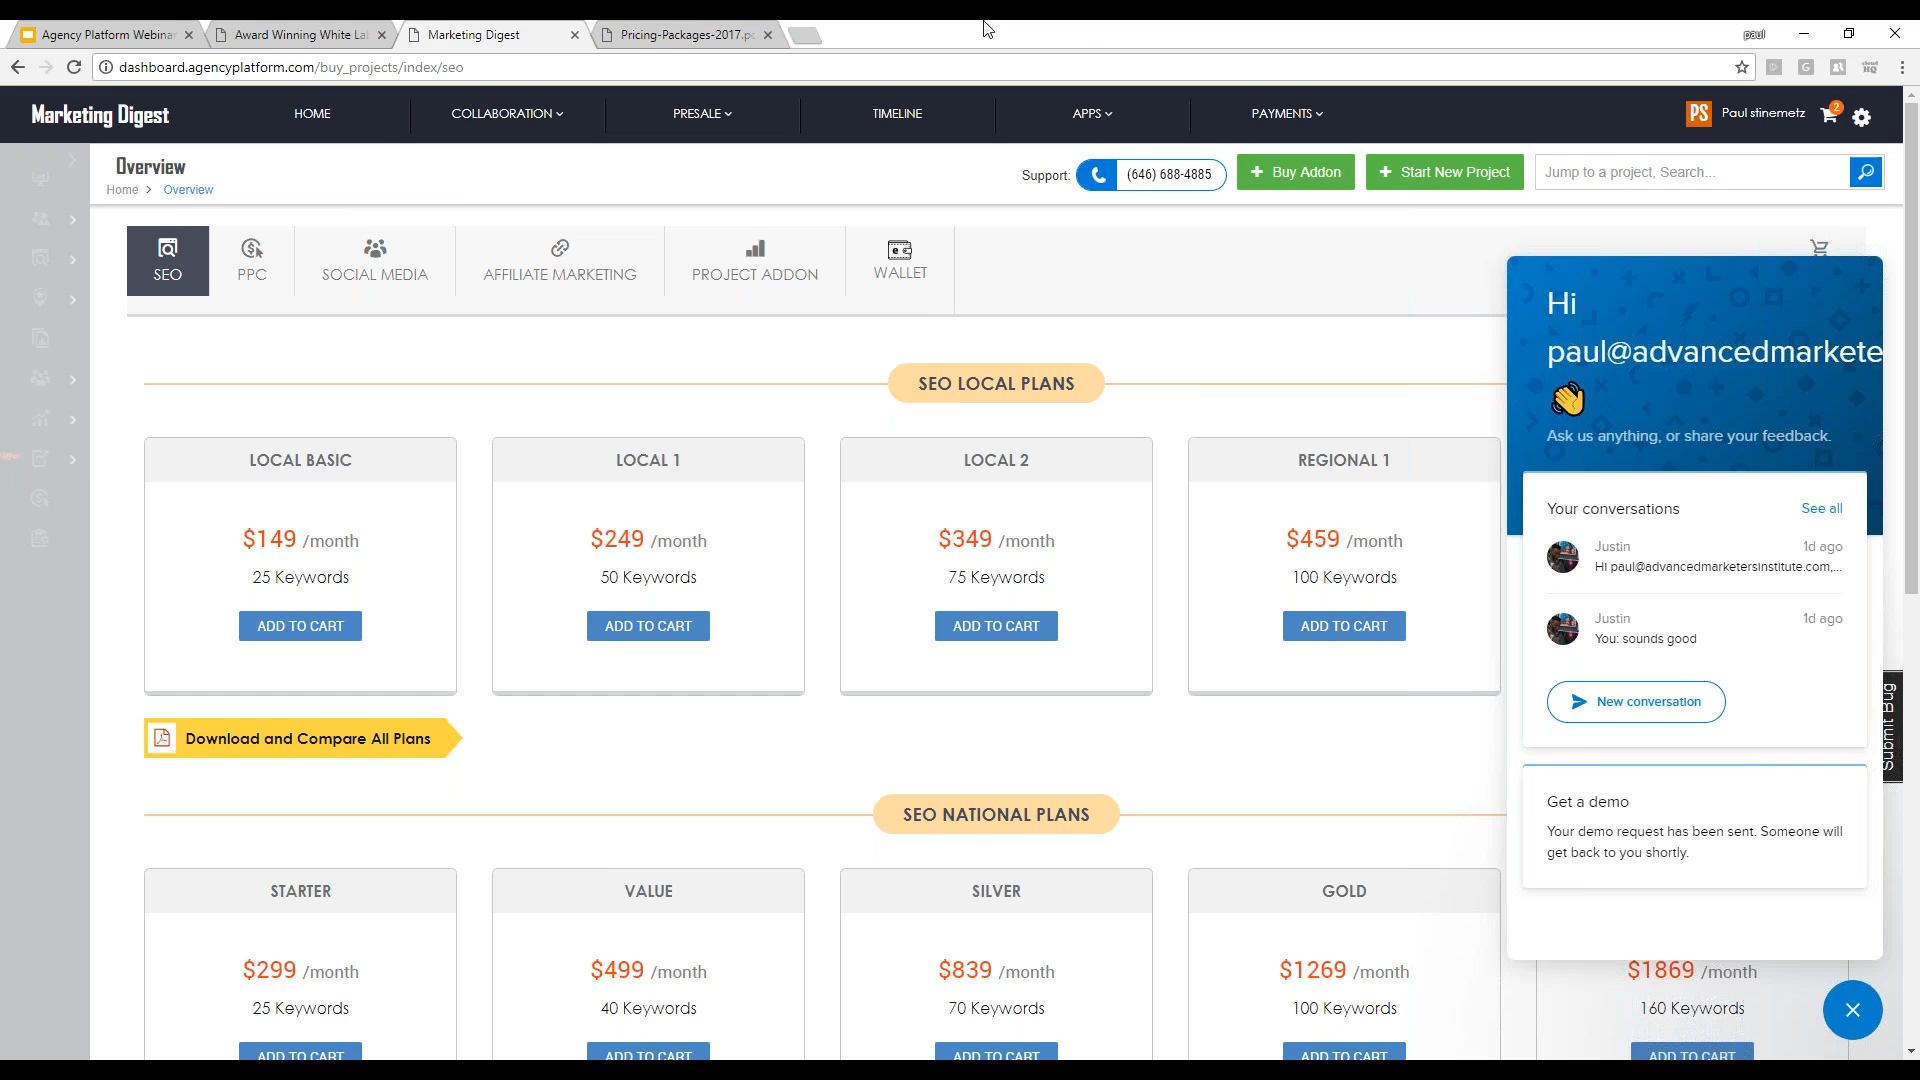 Agency Platform Webina
Award Winning White La
Marketing Digest
Pricing-Packages-2017.p
paul
dashboard.agencyplatform.com/buy_projects/index/seo
Marketing Digest
HOME
COLLABORATION
PRESALE
TIMELINE
APPS
PAYMENTS
PS
Paul stinemetz
2
Overview
Home > Overview
Support:
(646) 688-4885
+ Buy Addon
+ Start New Project
Jump to a project, Search...
SEO
PPC
SOCIAL MEDIA
AFFILIATE MARKETING
PROJECT ADDON
WALLET
SEO LOCAL PLANS
LOCAL BASIC
$149 /month
25 Keywords
ADD TO CART
LOCAL 1
$249 /month
50 Keywords
ADD TO CART
LOCAL 2
$349 /month
75 Keywords
ADD TO CART
REGIONAL 1
$459 /month
100 Keywords
ADD TO CART
Download and Compare All Plans
SEO NATIONAL PLANS
STARTER
$299 /month
25 Keywords
ADD TO CART
VALUE
$499 /month
40 Keywords
ADD TO CART
SILVER
$839 /month
70 Keywords
ADD TO CART
GOLD
$1269 /month
100 Keywords
ADD TO CART
$1869 /month
160 Keywords
ADD TO CART
Hi
paul@advancedmarkete
Ask us anything, or share your feedback.
Your conversations
See all
Justin
1d ago
Hi paul@advancedmarketersinstitute.com,...
Justin
1d ago
You: sounds good
New conversation
Get a demo
Your demo request has been sent. Someone will
get back to you shortly.
Submit Bug